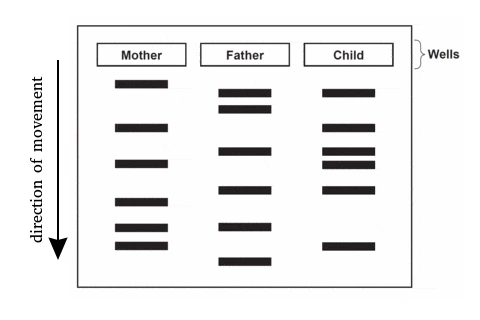 Mother
Father
Child
Wells
direction of movement